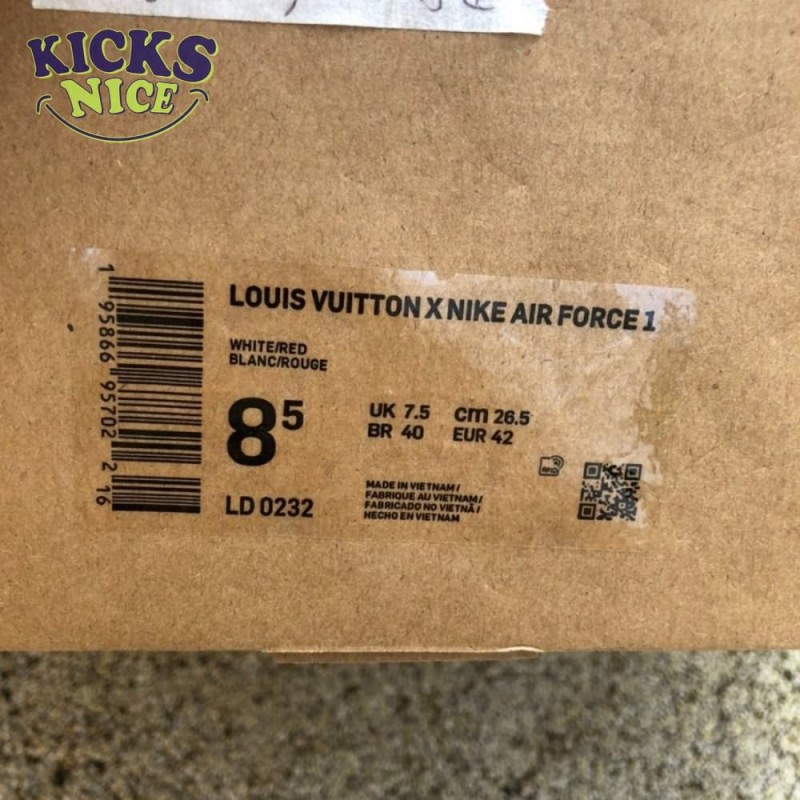 KICKS
NICE
LOUIS VUITTON X NIKE AIR FORCE 1
WHITE/RED
BLANC/ROUGE
8 5
UK 7.5 cm 26.5
BR 40 EUR 42
LD 0232
MADE IN VIETNAM /
FABRIQUE AU VIETNAM /
FABRICADO NO VIETNÃ /
HECHO EN VIETNAM
RFID
1 95866 95702 2 16